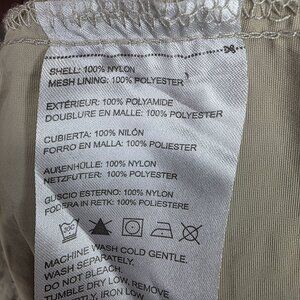 SHELL: 100% NYLON
MESH LINING: 100% POLYESTER
EXTÉRIEUR: 100% POLYAMIDE
DOUBLURE EN MAILLE: 100% POLYESTER
CUBIERTA: 100% NILÓN
FORRO EN MALLA: 100% POLIESTER
AUßENHÜLLE: 100% NYLON
NETZFUTTER: 100% POLYESTER
GUSCIO ESTERNO: 100% NYLON
FODERA IN RETK: 100% POLIESTERE
30C
MACHINE WASH COLD GENTLE.
WASH SEPARATELY.
DO NOT BLEACH.
TUMBLE DRY LOW, REMOVE
IRON LOW